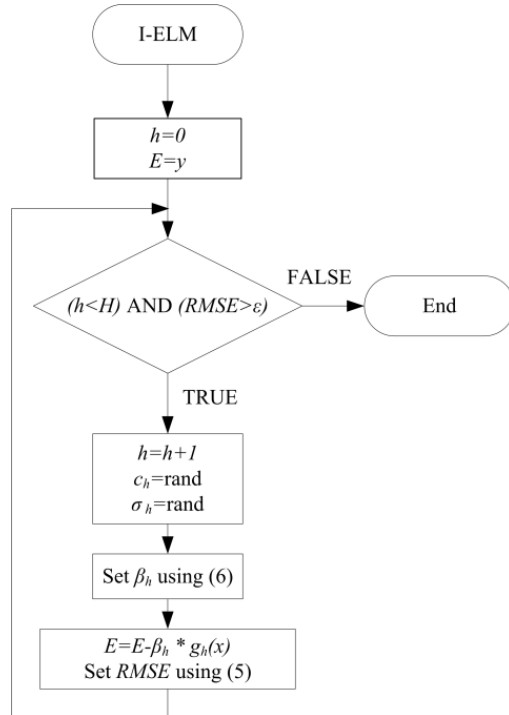 I-ELM
h=0
E=y
(h<H) AND (RMSE>ε)
FALSE
End
TRUE
h=h+1
c_h=rand
σ_h=rand
Set β_h using (6)
E=E-β_h * g_h(x)
Set RMSE using (5)